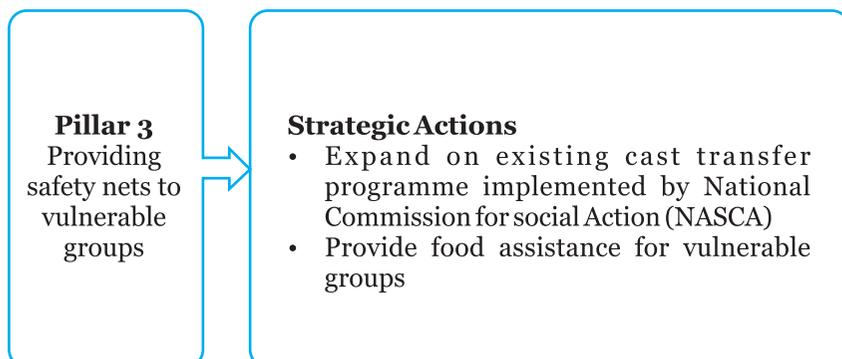 Pillar 3
Providing
safety nets to
vulnerable
groups
Strategic Actions
• Expand on existing cast transfer
programme implemented by National
Commission for social Action (NASCA)
• Provide food assistance for vulnerable
groups